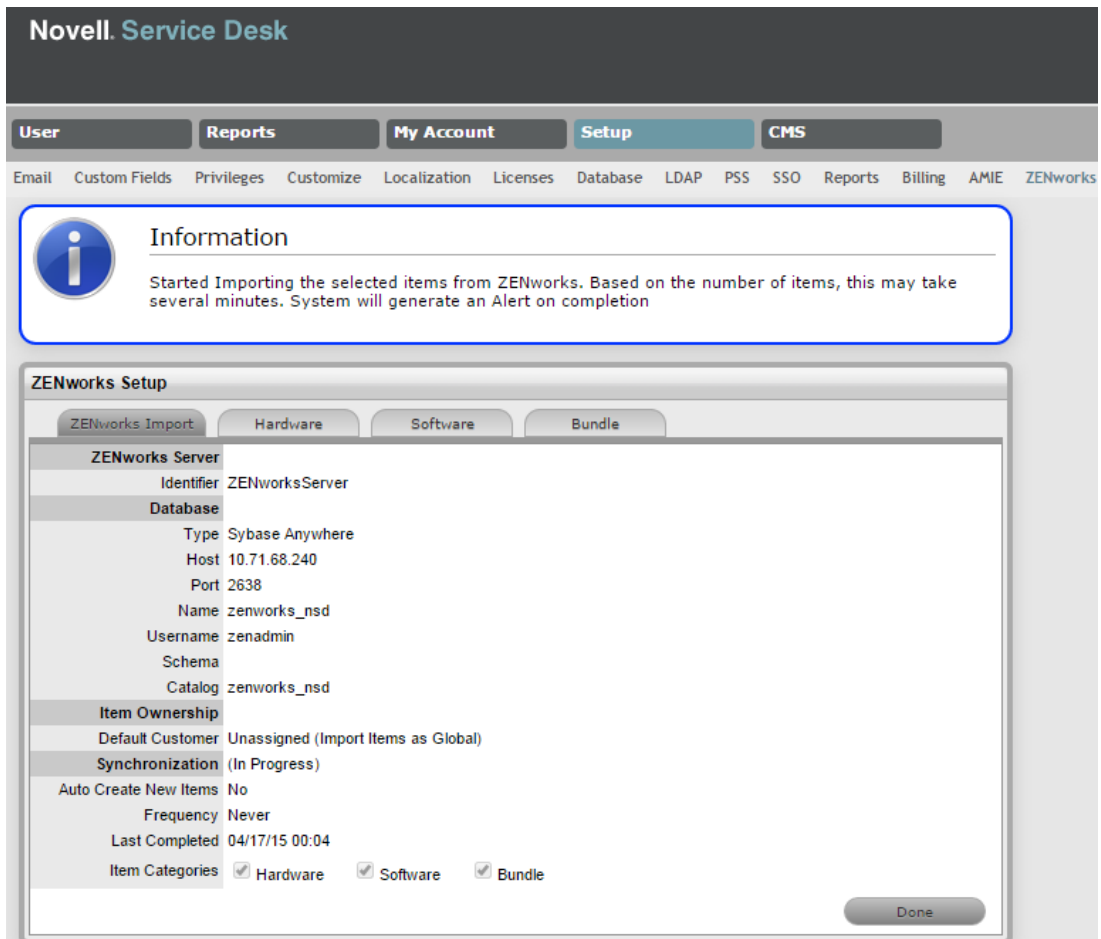 Novell. Service Desk
User Reports My Account Setup CMS
Email Custom Fields Privileges Customize Localization Licenses Database LDAP PSS SSO Reports Billing AMIE ZENworks
Information
Started Importing the selected items from ZENworks. Based on the number of items, this may take
several minutes. System will generate an Alert on completion
ZENworks Setup
ZENworks Import Hardware Software Bundle
ZENworks Server
Identifier ZENworksServer
Database
Type Sybase Anywhere
Host 10.71.68.240
Port 2638
Name zenworks_nsd
Username zenadmin
Schema
Catalog zenworks_nsd
Item Ownership
Default Customer Unassigned (Import Items as Global)
Synchronization (In Progress)
Auto Create New Items No
Frequency Never
Last Completed 04/17/15 00:04
Item Categories Hardware Software Bundle
Done